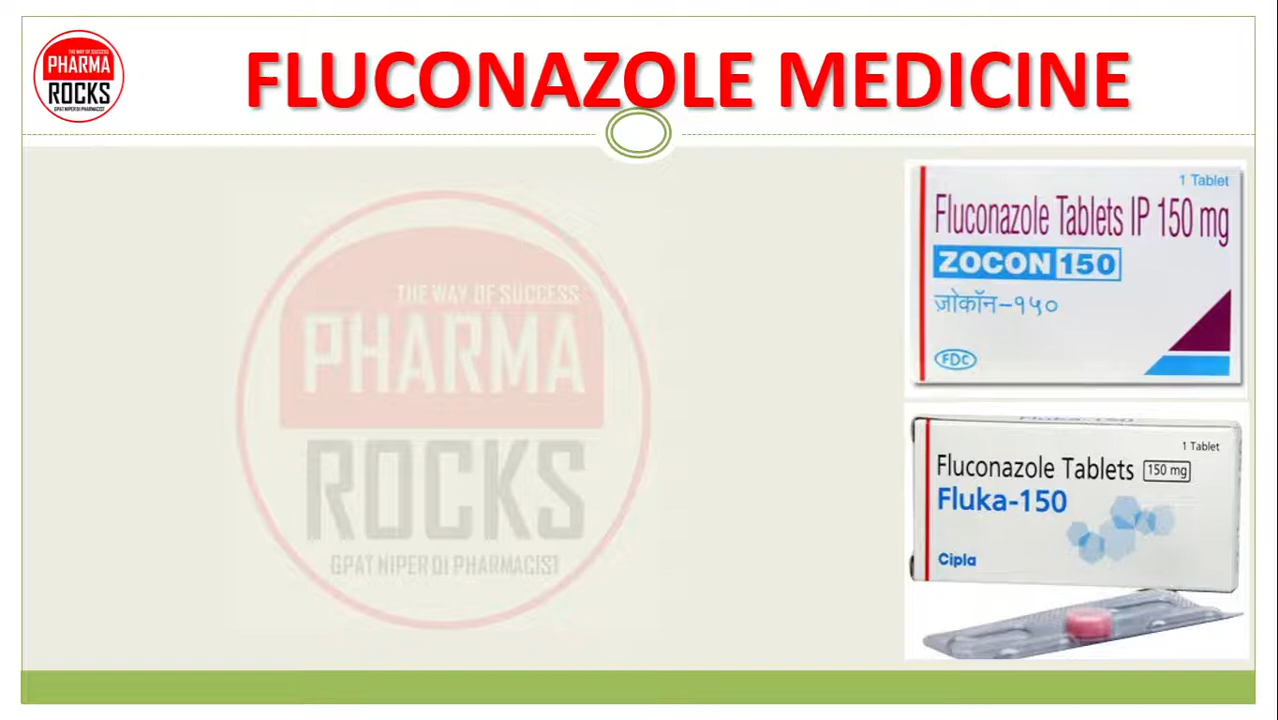 THE WAY OF SUCCESS
PHARMA
ROCKS
GPAT NIPER DI PHARMACIST
FLUCONAZOLE MEDICINE
THE WAY OF SUCCESS
PHARMA
ROCKS
GPAT NIPER DI PHARMACIST
1 Tablet
Fluconazole Tablets IP 150 mg
ZOCON 150
ज़ोकॉन-१५०
FDC
Fluka-150
1 Tablet
Fluconazole Tablets 150 mg
Fluka-150
Cipla